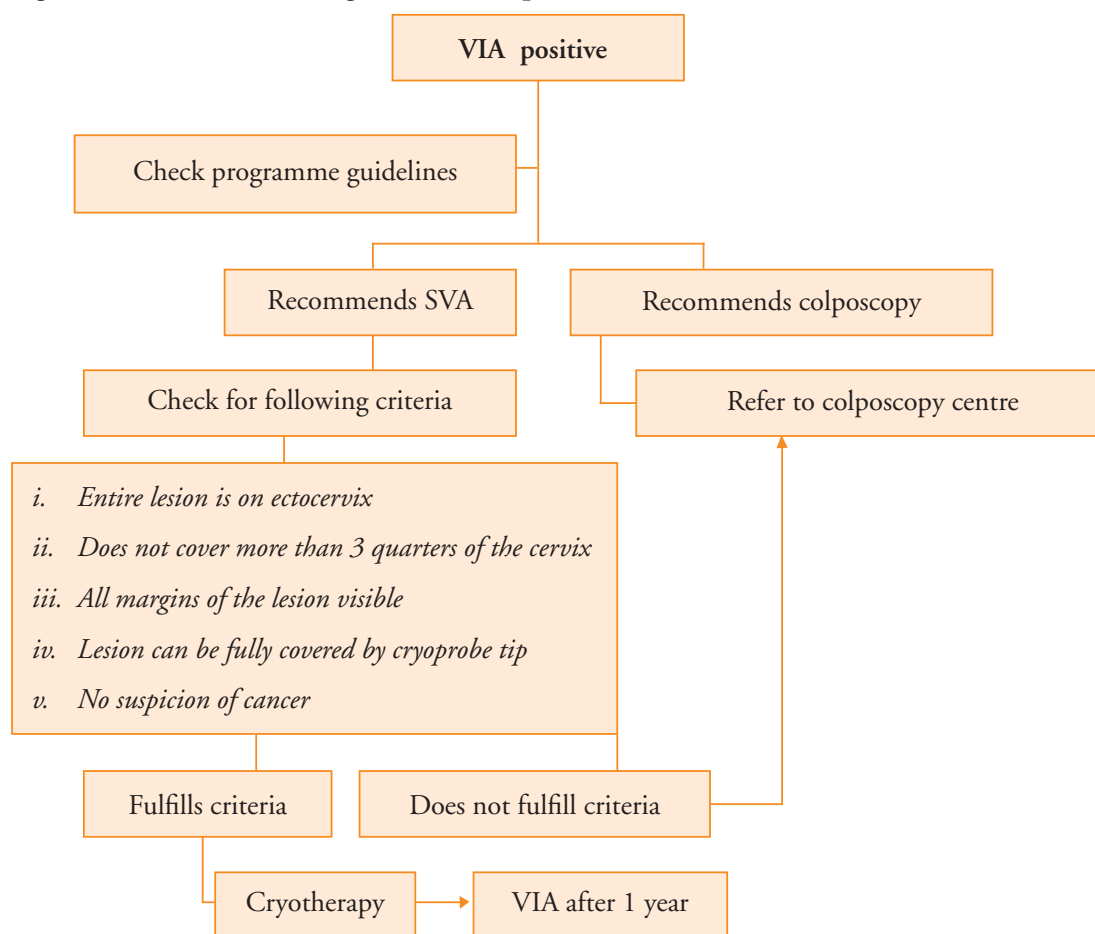 VIA positive
Check programme guidelines
Recommends SVA
Recommends colposcopy
Check for following criteria
Refer to colposcopy centre
i. Entire lesion is on ectocervix
ii. Does not cover more than 3 quarters of the cervix
iii. All margins of the lesion visible
iv. Lesion can be fully covered by cryoprobe tip
v. No suspicion of cancer
Fulfills criteria
Does not fulfill criteria
Cryotherapy
VIA after 1 year